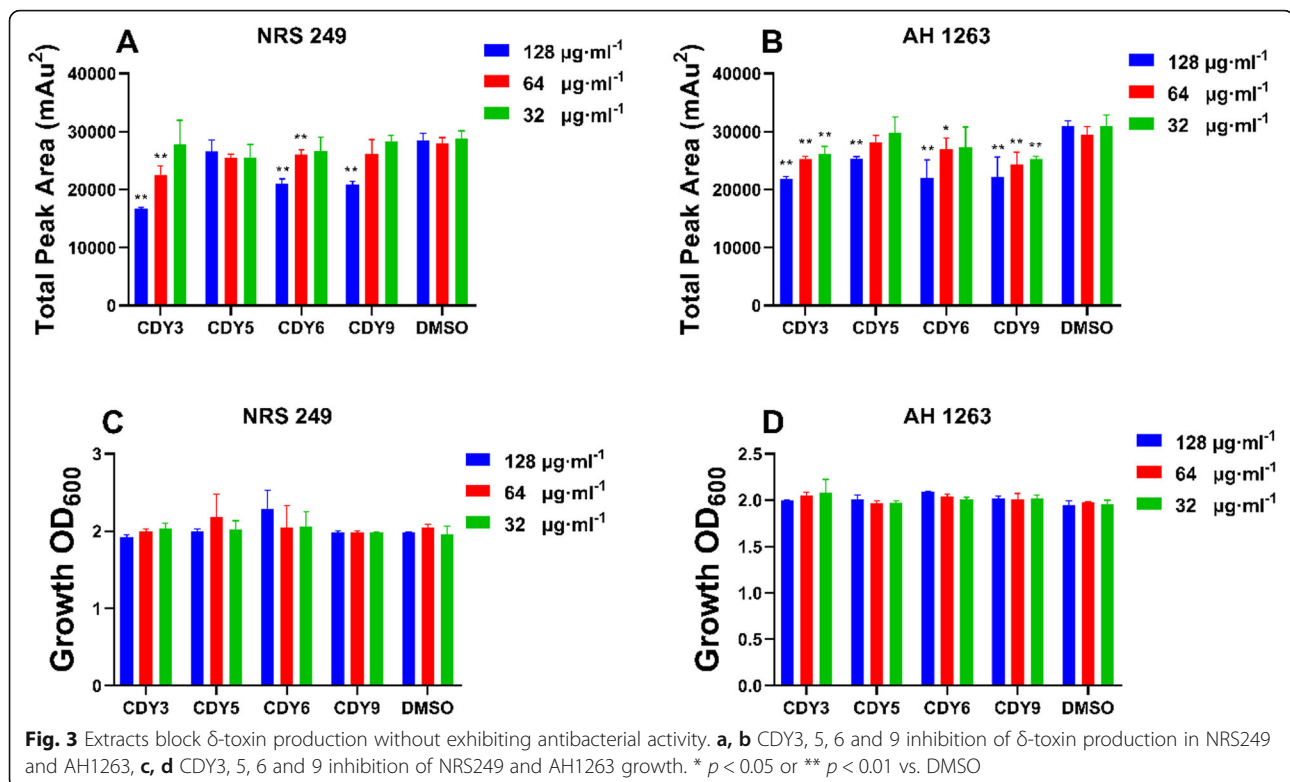 A
NRS 249
Total Peak Area (mAu²)
40000
30000
20000
10000
0
** ** ** ** **
CDY3 CDY5 CDY6 CDY9 DMSO
128 µg·ml⁻¹
64 µg·ml⁻¹
32 µg·ml⁻¹
B
AH 1263
Total Peak Area (mAu²)
40000
30000
20000
10000
0
** ** ** ** ** * ** ** **
CDY3 CDY5 CDY6 CDY9 DMSO
128 µg·ml⁻¹
64 µg·ml⁻¹
32 µg·ml⁻¹
C
NRS 249
Growth OD₆₀₀
3
2
1
0
CDY3 CDY5 CDY6 CDY9 DMSO
128 µg·ml⁻¹
64 µg·ml⁻¹
32 µg·ml⁻¹
D
AH 1263
Growth OD₆₀₀
2.5
2.0
1.5
1.0
0.5
0.0
CDY3 CDY5 CDY6 CDY9 DMSO
128 µg·ml⁻¹
64 µg·ml⁻¹
32 µg·ml⁻¹
Fig. 3 Extracts block δ-toxin production without exhibiting antibacterial activity. a, b CDY3, 5, 6 and 9 inhibition of δ-toxin production in NRS249
and AH1263, c, d CDY3, 5, 6 and 9 inhibition of NRS249 and AH1263 growth. * p < 0.05 or ** p < 0.01 vs. DMSO